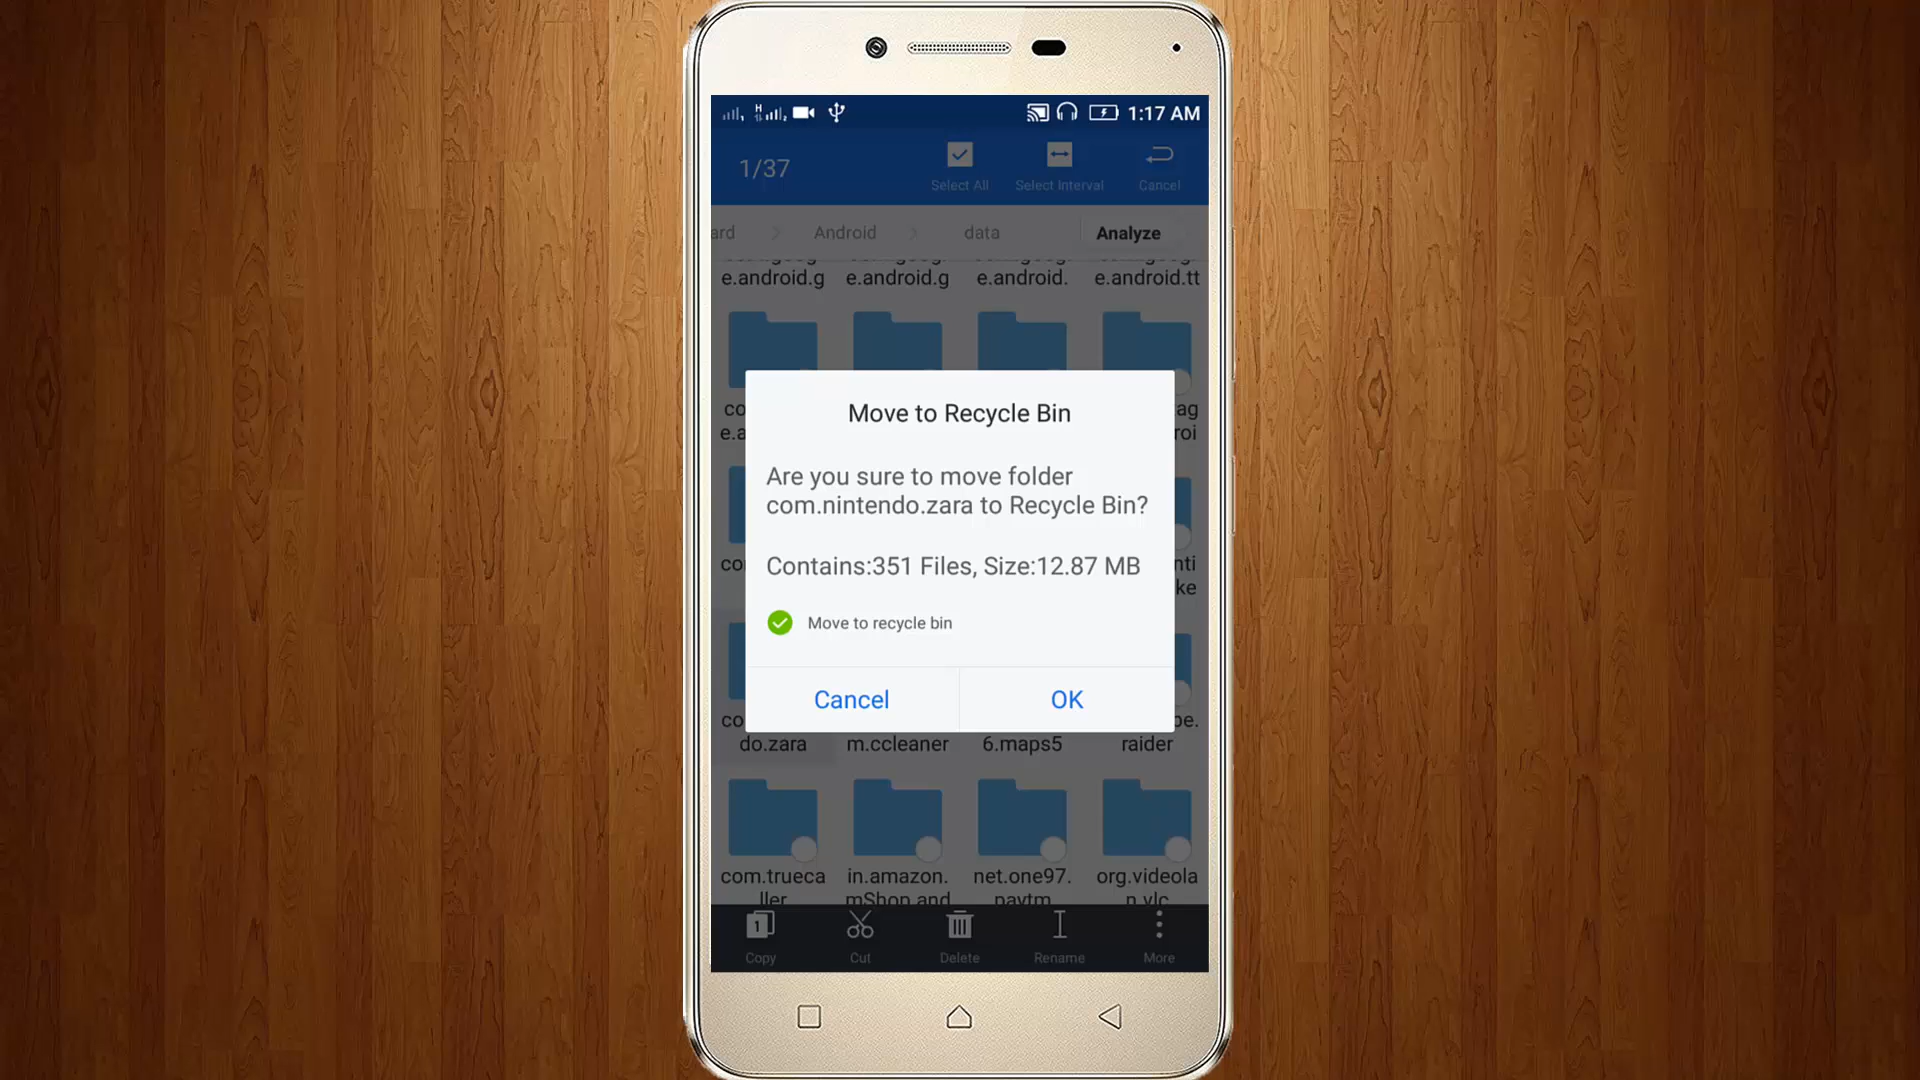 1:17 AM
1/37
Select All
Select Interval
Cancel
ard > Android > data
Analyze
e.android.g
e.android.g
e.android.
e.android.tt
Move to Recycle Bin
Are you sure to move folder
com.nintendo.zara to Recycle Bin?
Contains:351 Files, Size:12.87 MB
Move to recycle bin
Cancel
OK
do.zara
m.ccleaner
6.maps5
raider
com.truecaller
in.amazon.
mShop.and
net.one97.
paytm
org.videola
n.vlc
Copy
Cut
Delete
Rename
More